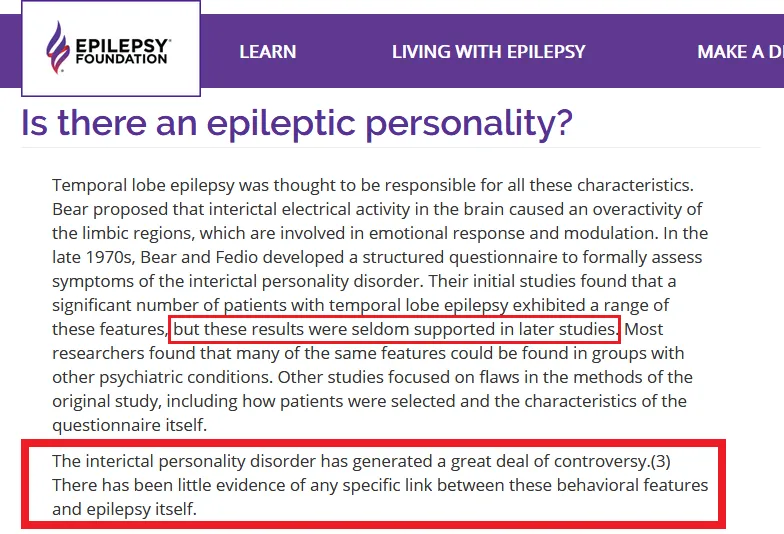 EPILEPSY
FOUNDATION
LEARN
LIVING WITH EPILEPSY
MAKE A DI
Is there an epileptic personality?
Temporal lobe epilepsy was thought to be responsible for all these characteristics.
Bear proposed that interictal electrical activity in the brain caused an overactivity of
the limbic regions, which are involved in emotional response and modulation. In the
late 1970s, Bear and Fedio developed a structured questionnaire to formally assess
symptoms of the interictal personality disorder. Their initial studies found that a
significant number of patients with temporal lobe epilepsy exhibited a range of
these features, but these results were seldom supported in later studies. Most
researchers found that many of the same features could be found in groups with
other psychiatric conditions. Other studies focused on flaws in the methods of the
original study, including how patients were selected and the characteristics of the
questionnaire itself.
The interictal personality disorder has generated a great deal of controversy.(3)
There has been little evidence of any specific link between these behavioral features
and epilepsy itself.